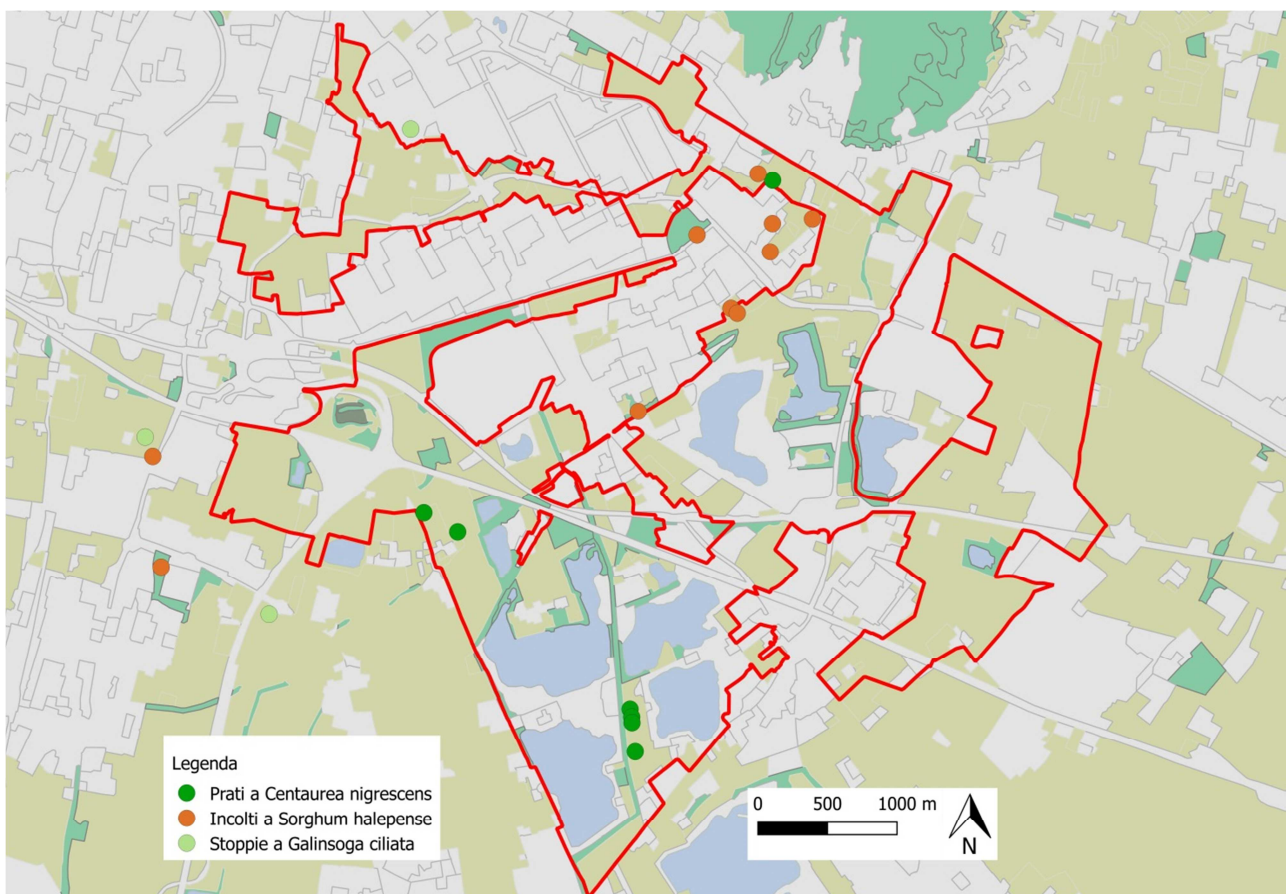 Legenda
Prati a Centaurea nigrescens
Incolti a Sorghum halepense
Stoppie a Galinsoga ciliata
0 500 1000 m
N